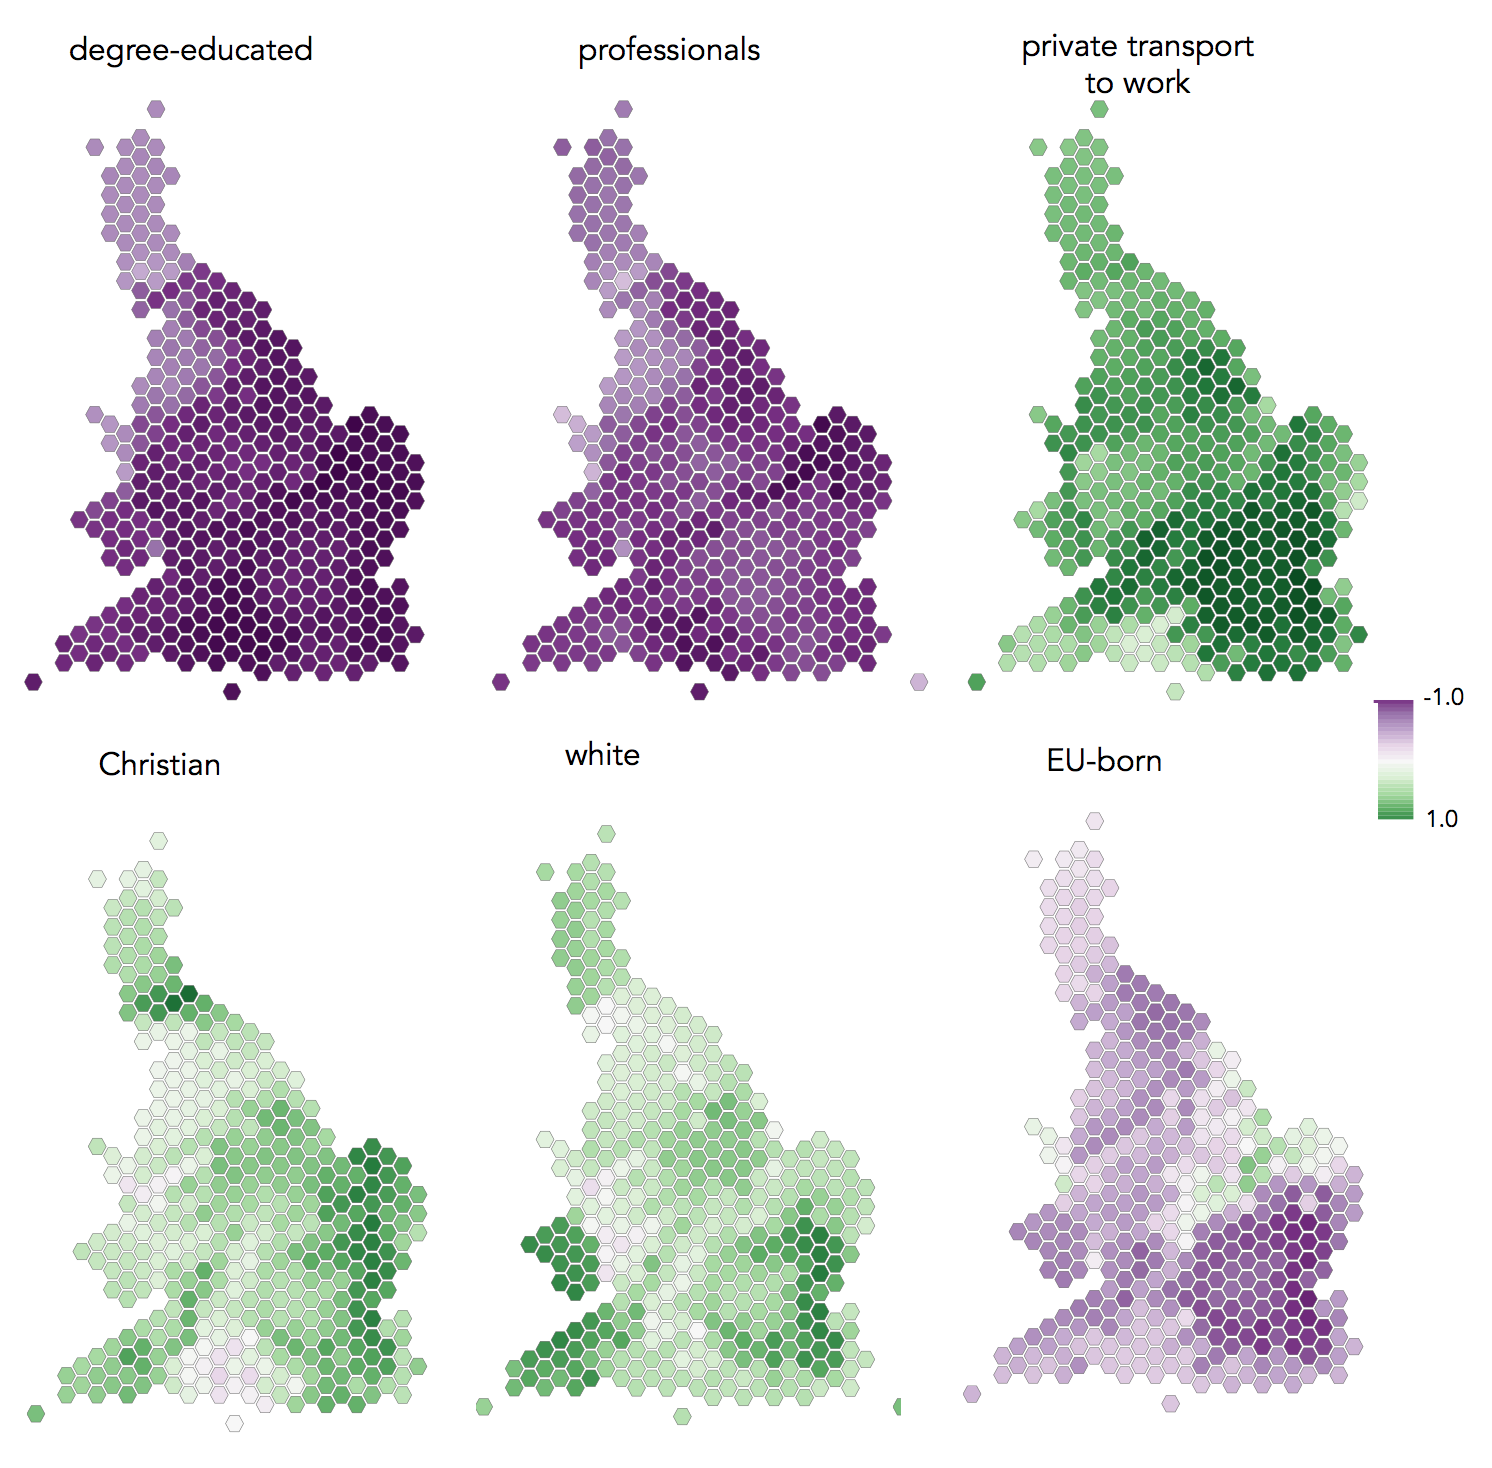 degree-educated
professionals
private transport
to work
-1.0
1.0
Christian
white
EU-born